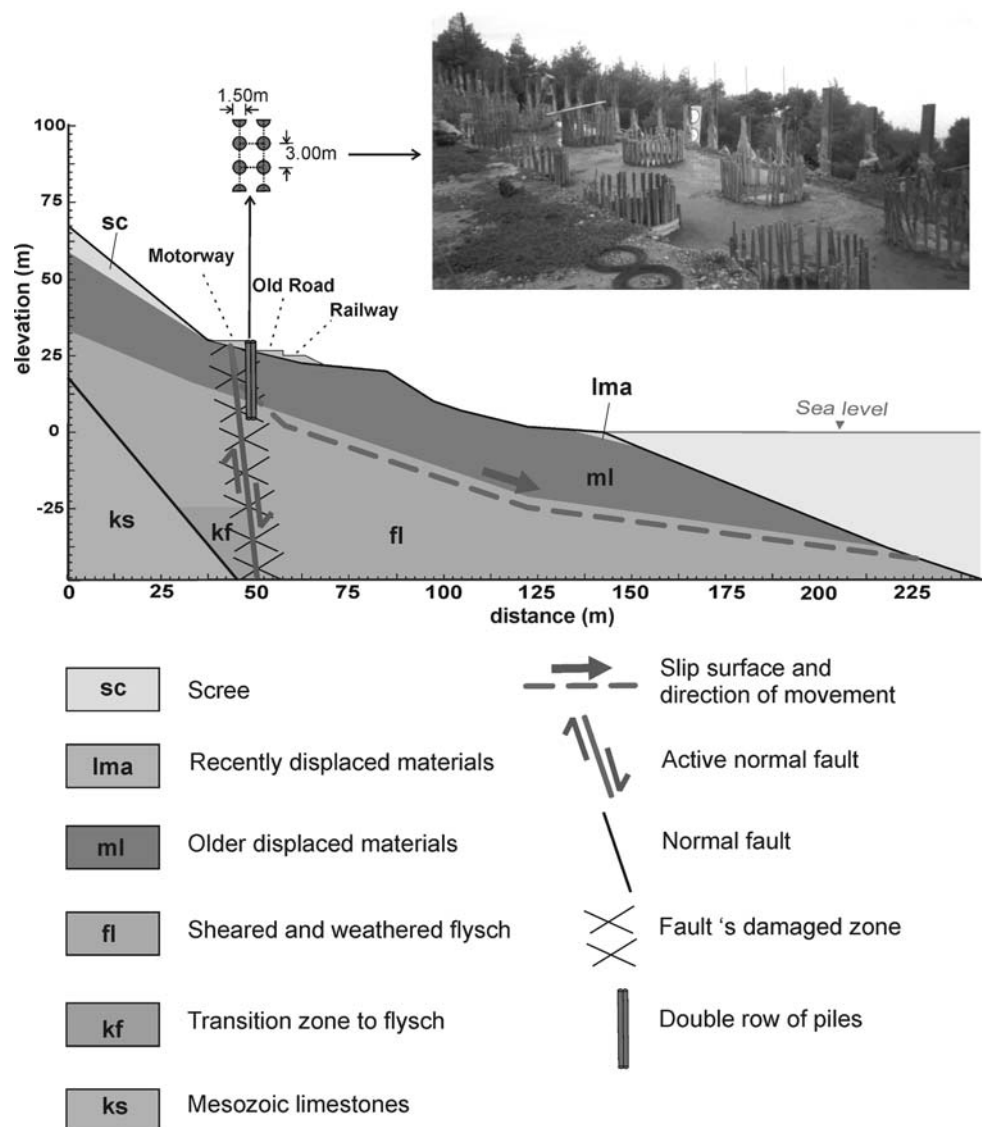 1.50m
3.00m
100
75
50
25
0
-25
elevation (m)
sc
Motorway
Old Road
Railway
lma
Sea level
ml
ks
kf
fl
0
25
50
75
100
125
150
175
200
225
distance (m)
sc
Scree
lma
Recently displaced materials
ml
Older displaced materials
fl
Sheared and weathered flysch
kf
Transition zone to flysch
ks
Mesozoic limestones
Slip surface and
direction of movement
Active normal fault
Normal fault
Fault ‘s damaged zone
Double row of piles